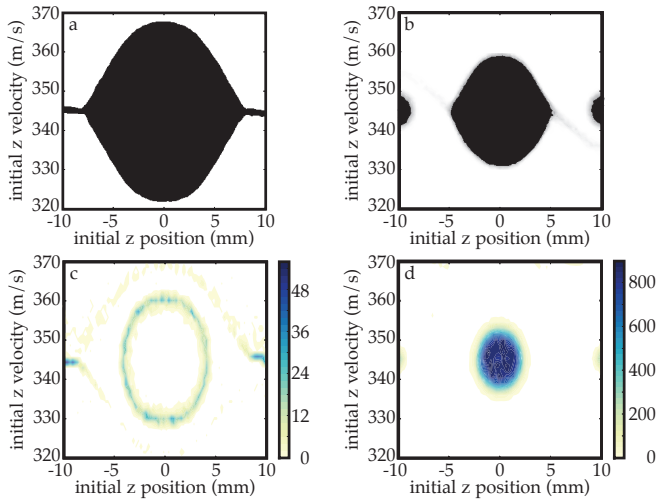 a
b
370
360
350
340
330
320
-10 -5 0 5 10
initial z position (mm)
initial z velocity (m/s)
370
360
350
340
330
320
-10 -5 0 5 10
initial z position (mm)
initial z velocity (m/s)
c
370
360
350
340
330
320
-10 -5 0 5 10
initial z position (mm)
initial z velocity (m/s)
48
36
24
12
0
d
370
360
350
340
330
320
-10 -5 0 5 10
initial z position (mm)
initial z velocity (m/s)
800
600
400
200
0